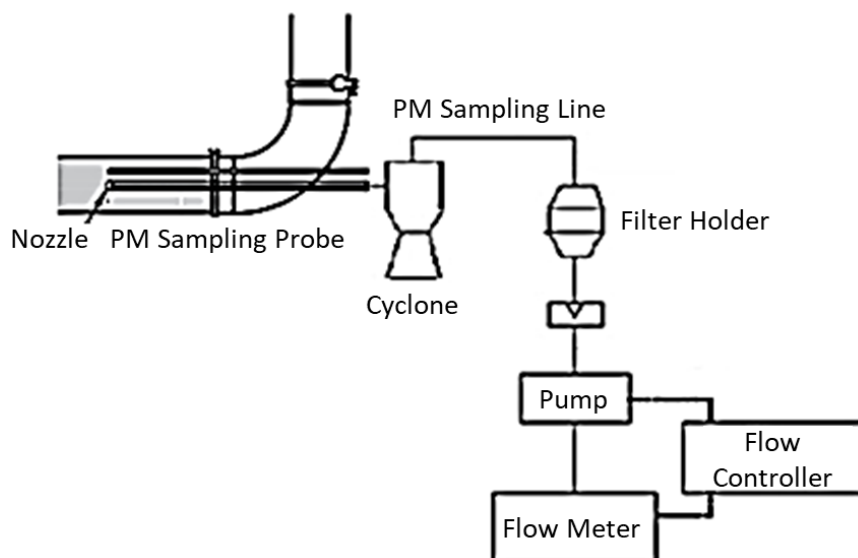 PM Sampling Line
Nozzle
PM Sampling Probe
Filter Holder
Cyclone
Pump
Flow
Controller
Flow Meter